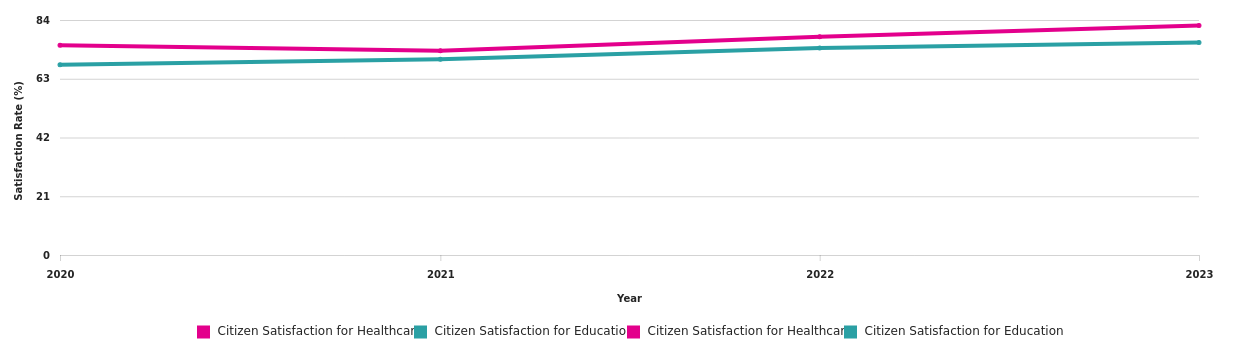 84
63
42
21
0
Satisfaction Rate (%)
2020 2021 2022 2023
Year
Citizen Satisfaction for Healthcar Citizen Satisfaction for Educatio Citizen Satisfaction for Healthcar Citizen Satisfaction for Education